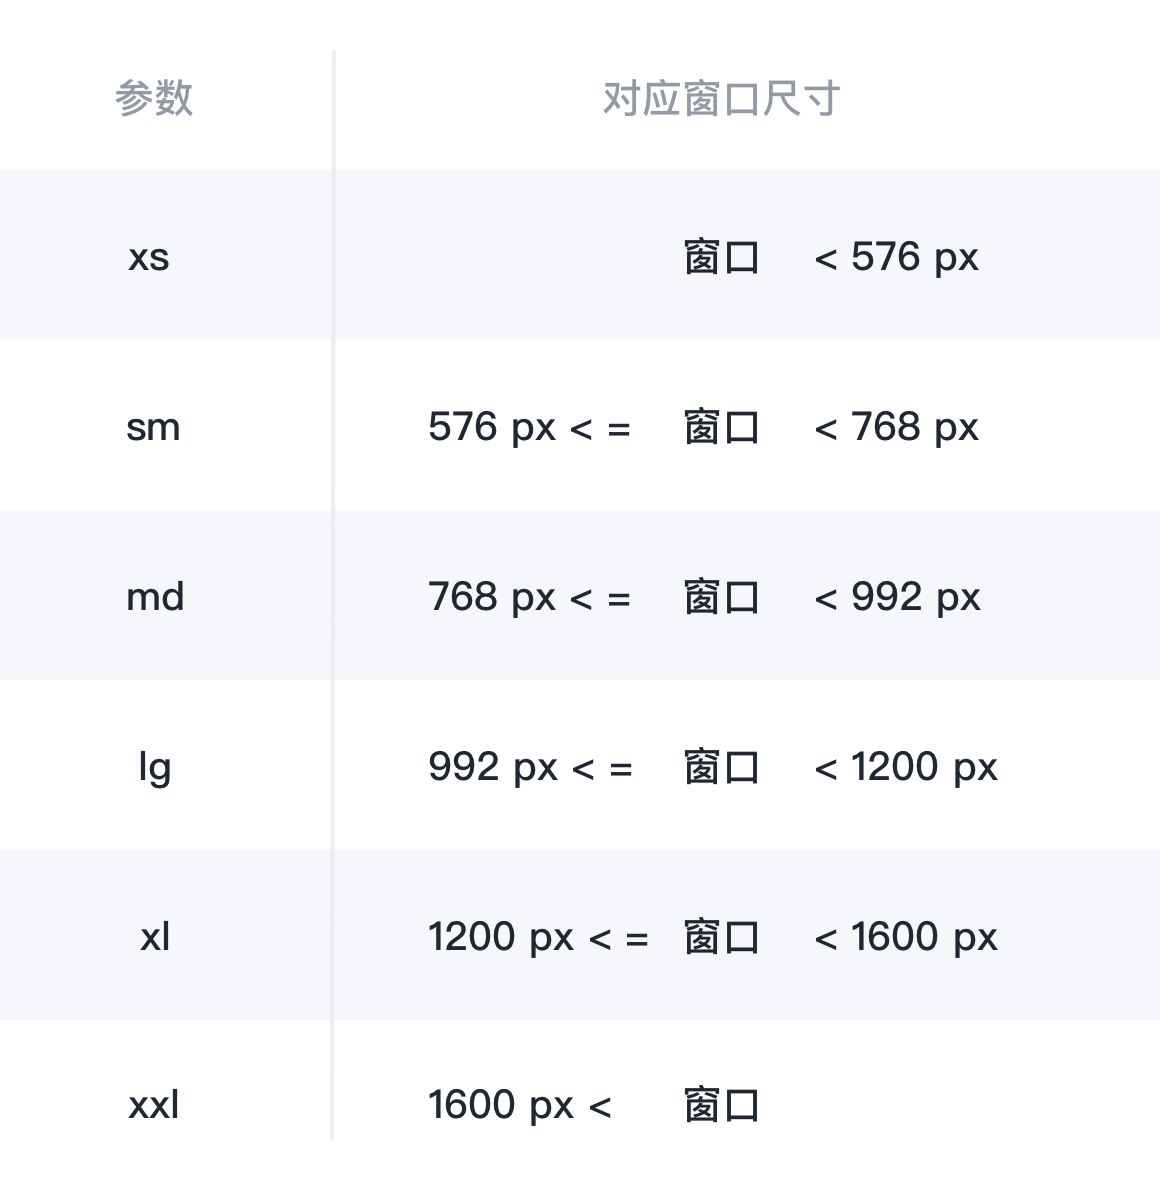 参数 对应窗口尺寸
xs 窗口 < 576 px
sm 576 px < = 窗口 < 768 px
md 768 px < = 窗口 < 992 px
lg 992 px < = 窗口 < 1200 px
xl 1200 px < = 窗口 < 1600 px
xxl 1600 px < 窗口